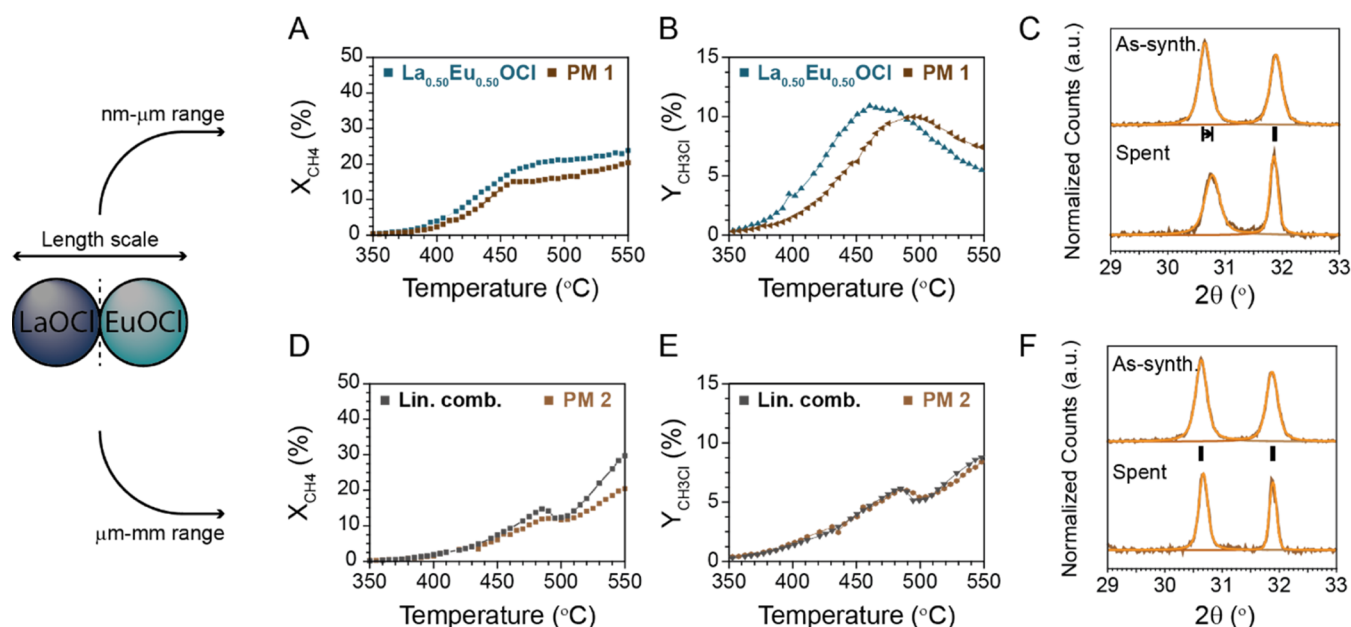 nm-μm range
Length scale
LaOCl EuOCl
μm-mm range
A
50
40
30
20
10
0
X_CH4 (%)
La0.50Eu0.50OCl PM 1
350 400 450 500 550
Temperature (°C)
B
15
10
5
0
Y_CH3Cl (%)
La0.50Eu0.50OCl PM 1
350 400 450 500 550
Temperature (°C)
C
Normalized Counts (a.u.)
As-synth.
Spent
29 30 31 32 33
2θ (°)
D
50
40
30
20
10
0
X_CH4 (%)
Lin. comb. PM 2
350 400 450 500 550
Temperature (°C)
E
15
10
5
0
Y_CH3Cl (%)
Lin. comb. PM 2
350 400 450 500 550
Temperature (°C)
F
Normalized Counts (a.u.)
As-synth.
Spent
29 30 31 32 33
2θ (°)